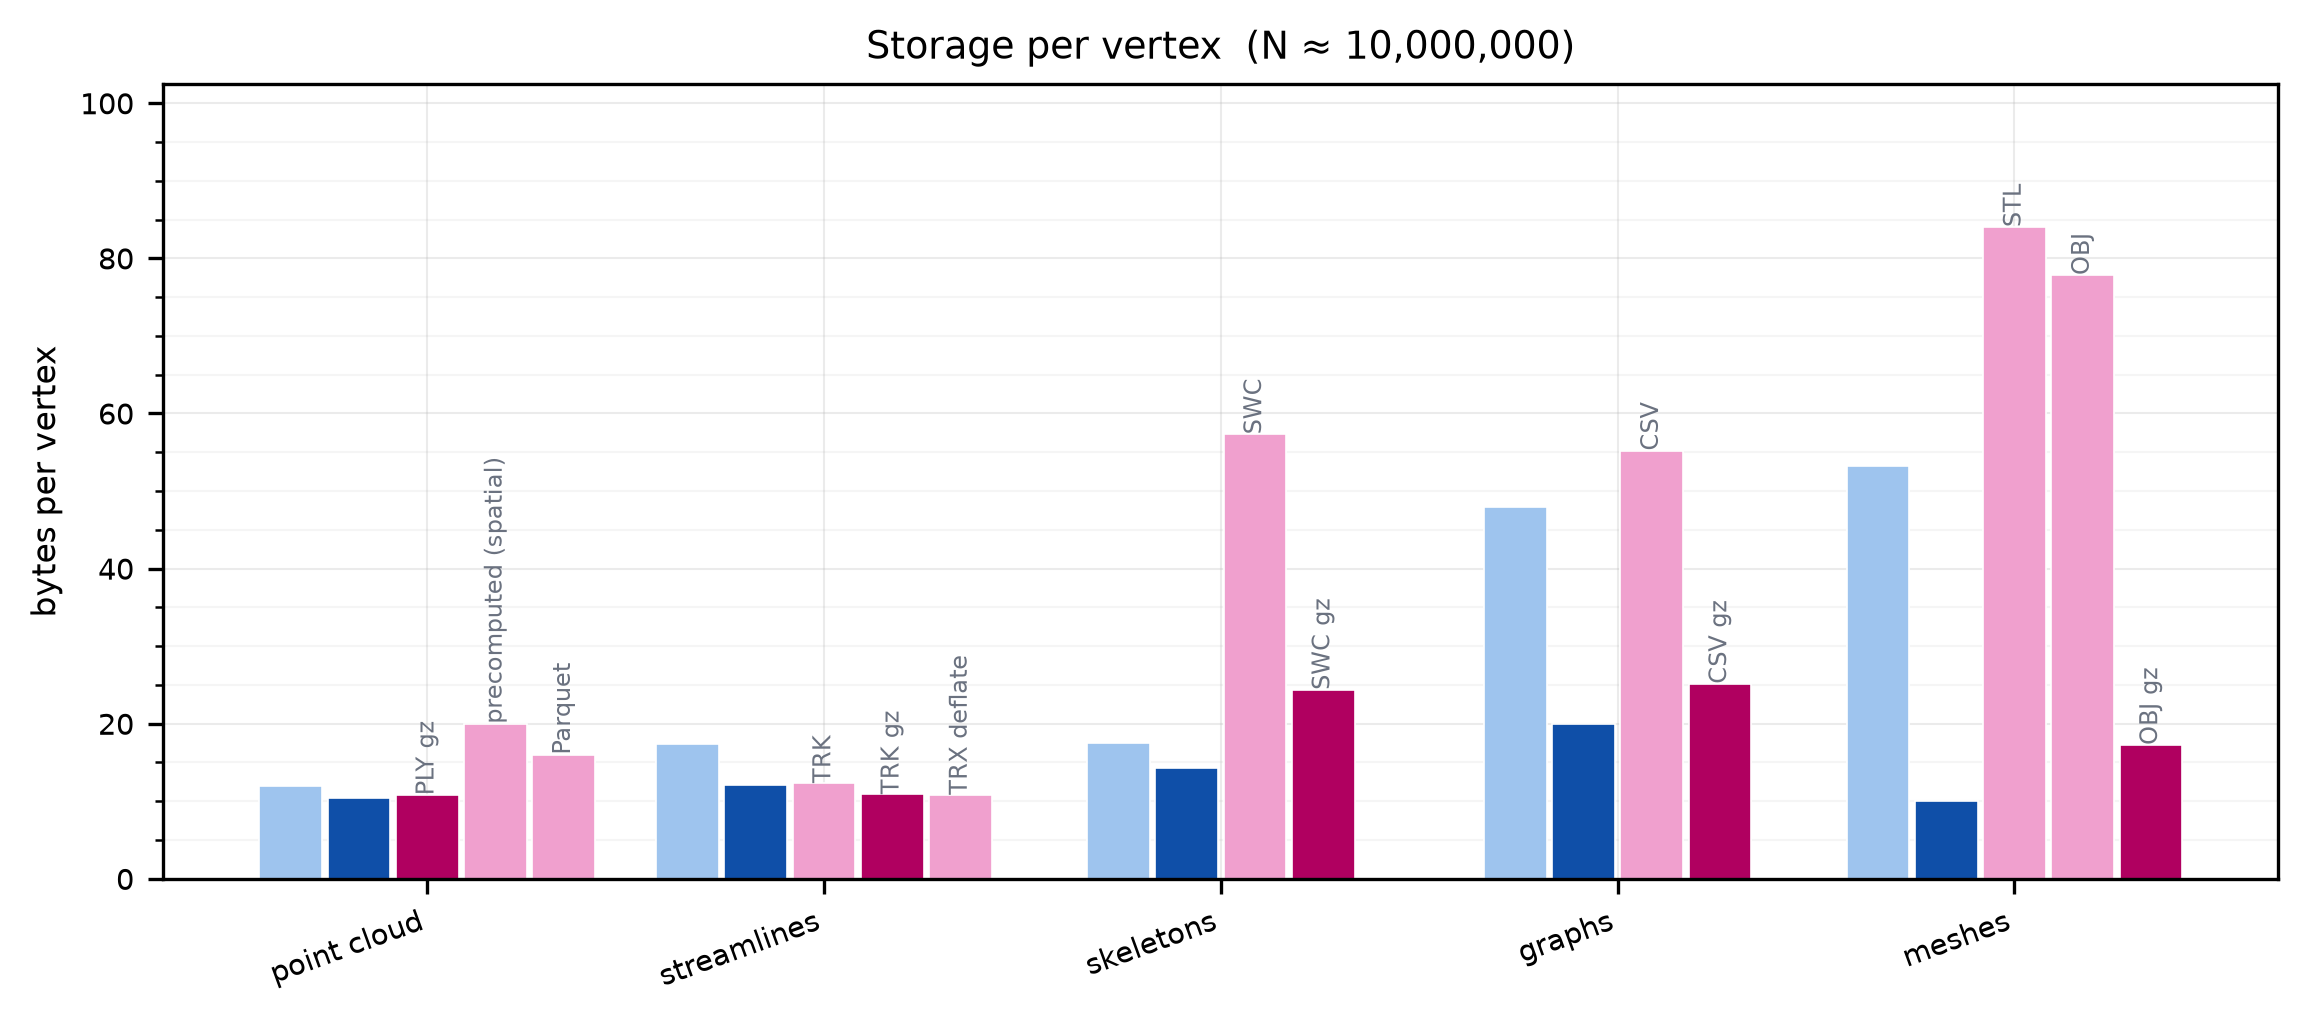 Storage per vertex  (N ≈ 10,000,000)
bytes per vertex
100
80
60
40
20
0
PLY gz
precomputed (spatial)
Parquet
TRK
TRK gz
TRX deflate
SWC
SWC gz
CSV
CSV gz
STL
OBJ
OBJ gz
point cloud
streamlines
skeletons
graphs
meshes